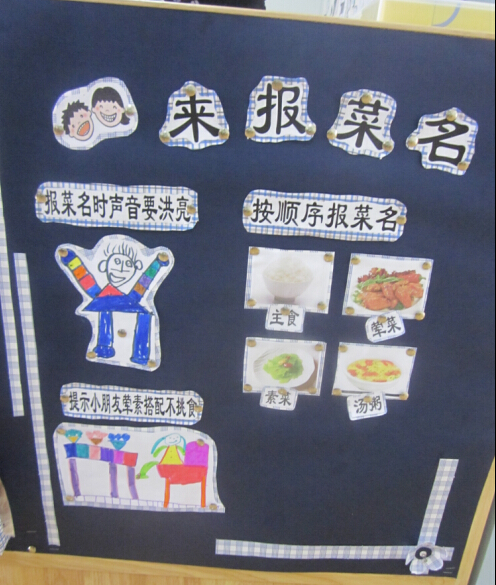 来报菜名
报菜名时声音要洪亮
按顺序报菜名
主食
荤菜
素菜
汤粥
提示小朋友荤素搭配不挑食